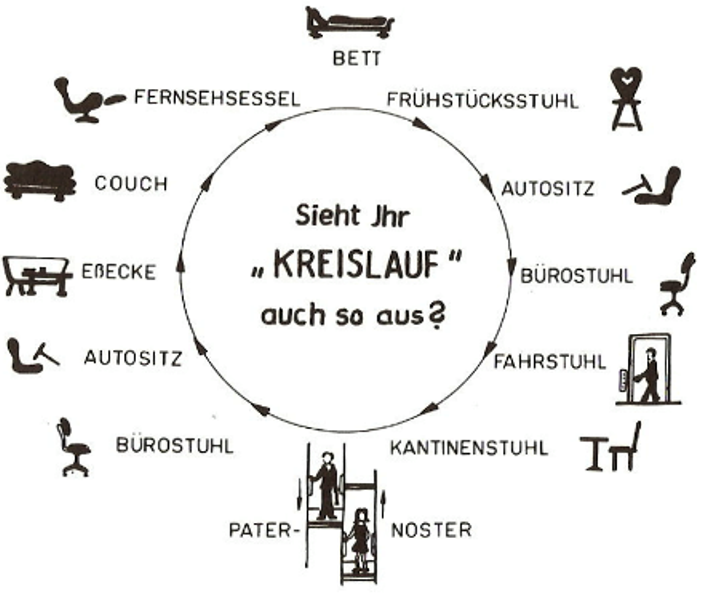 BETT
FRÜHSTÜCKSSTUHL
AUTOSITZ
BÜROSTUHL
FAHRSTUHL
KANTINENSTUHL
PATER-NOSTER
BÜROSTUHL
AUTOSITZ
EßECKE
COUCH
FERNSEHSESSEL
Sieht Jhr
„KREISLAUF"
auch so aus?